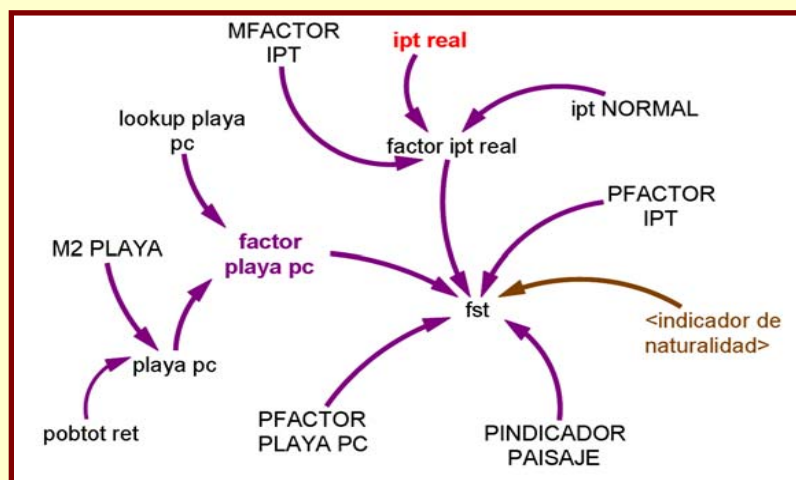 MFACTOR
IPT
ipt real
ipt NORMAL
lookup playa
pc
factor ipt real
PFACTOR
IPT
M2 PLAYA
factor
playa pc
fst
<indicador de
naturalidad>
playa pc
pobtot ret
PFACTOR
PLAYA PC
PINDICADOR
PAISAJE